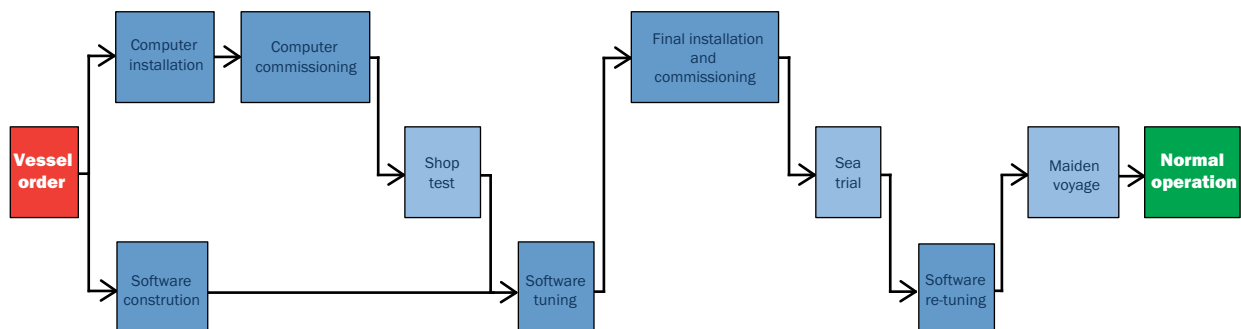 Computer
installation
Computer
commissioning
Final installation
and
commissioning
Vessel
order
Shop
test
Sea
trial
Maiden
voyage
Normal
operation
Software
constrution
Software
tuning
Software
re-tuning